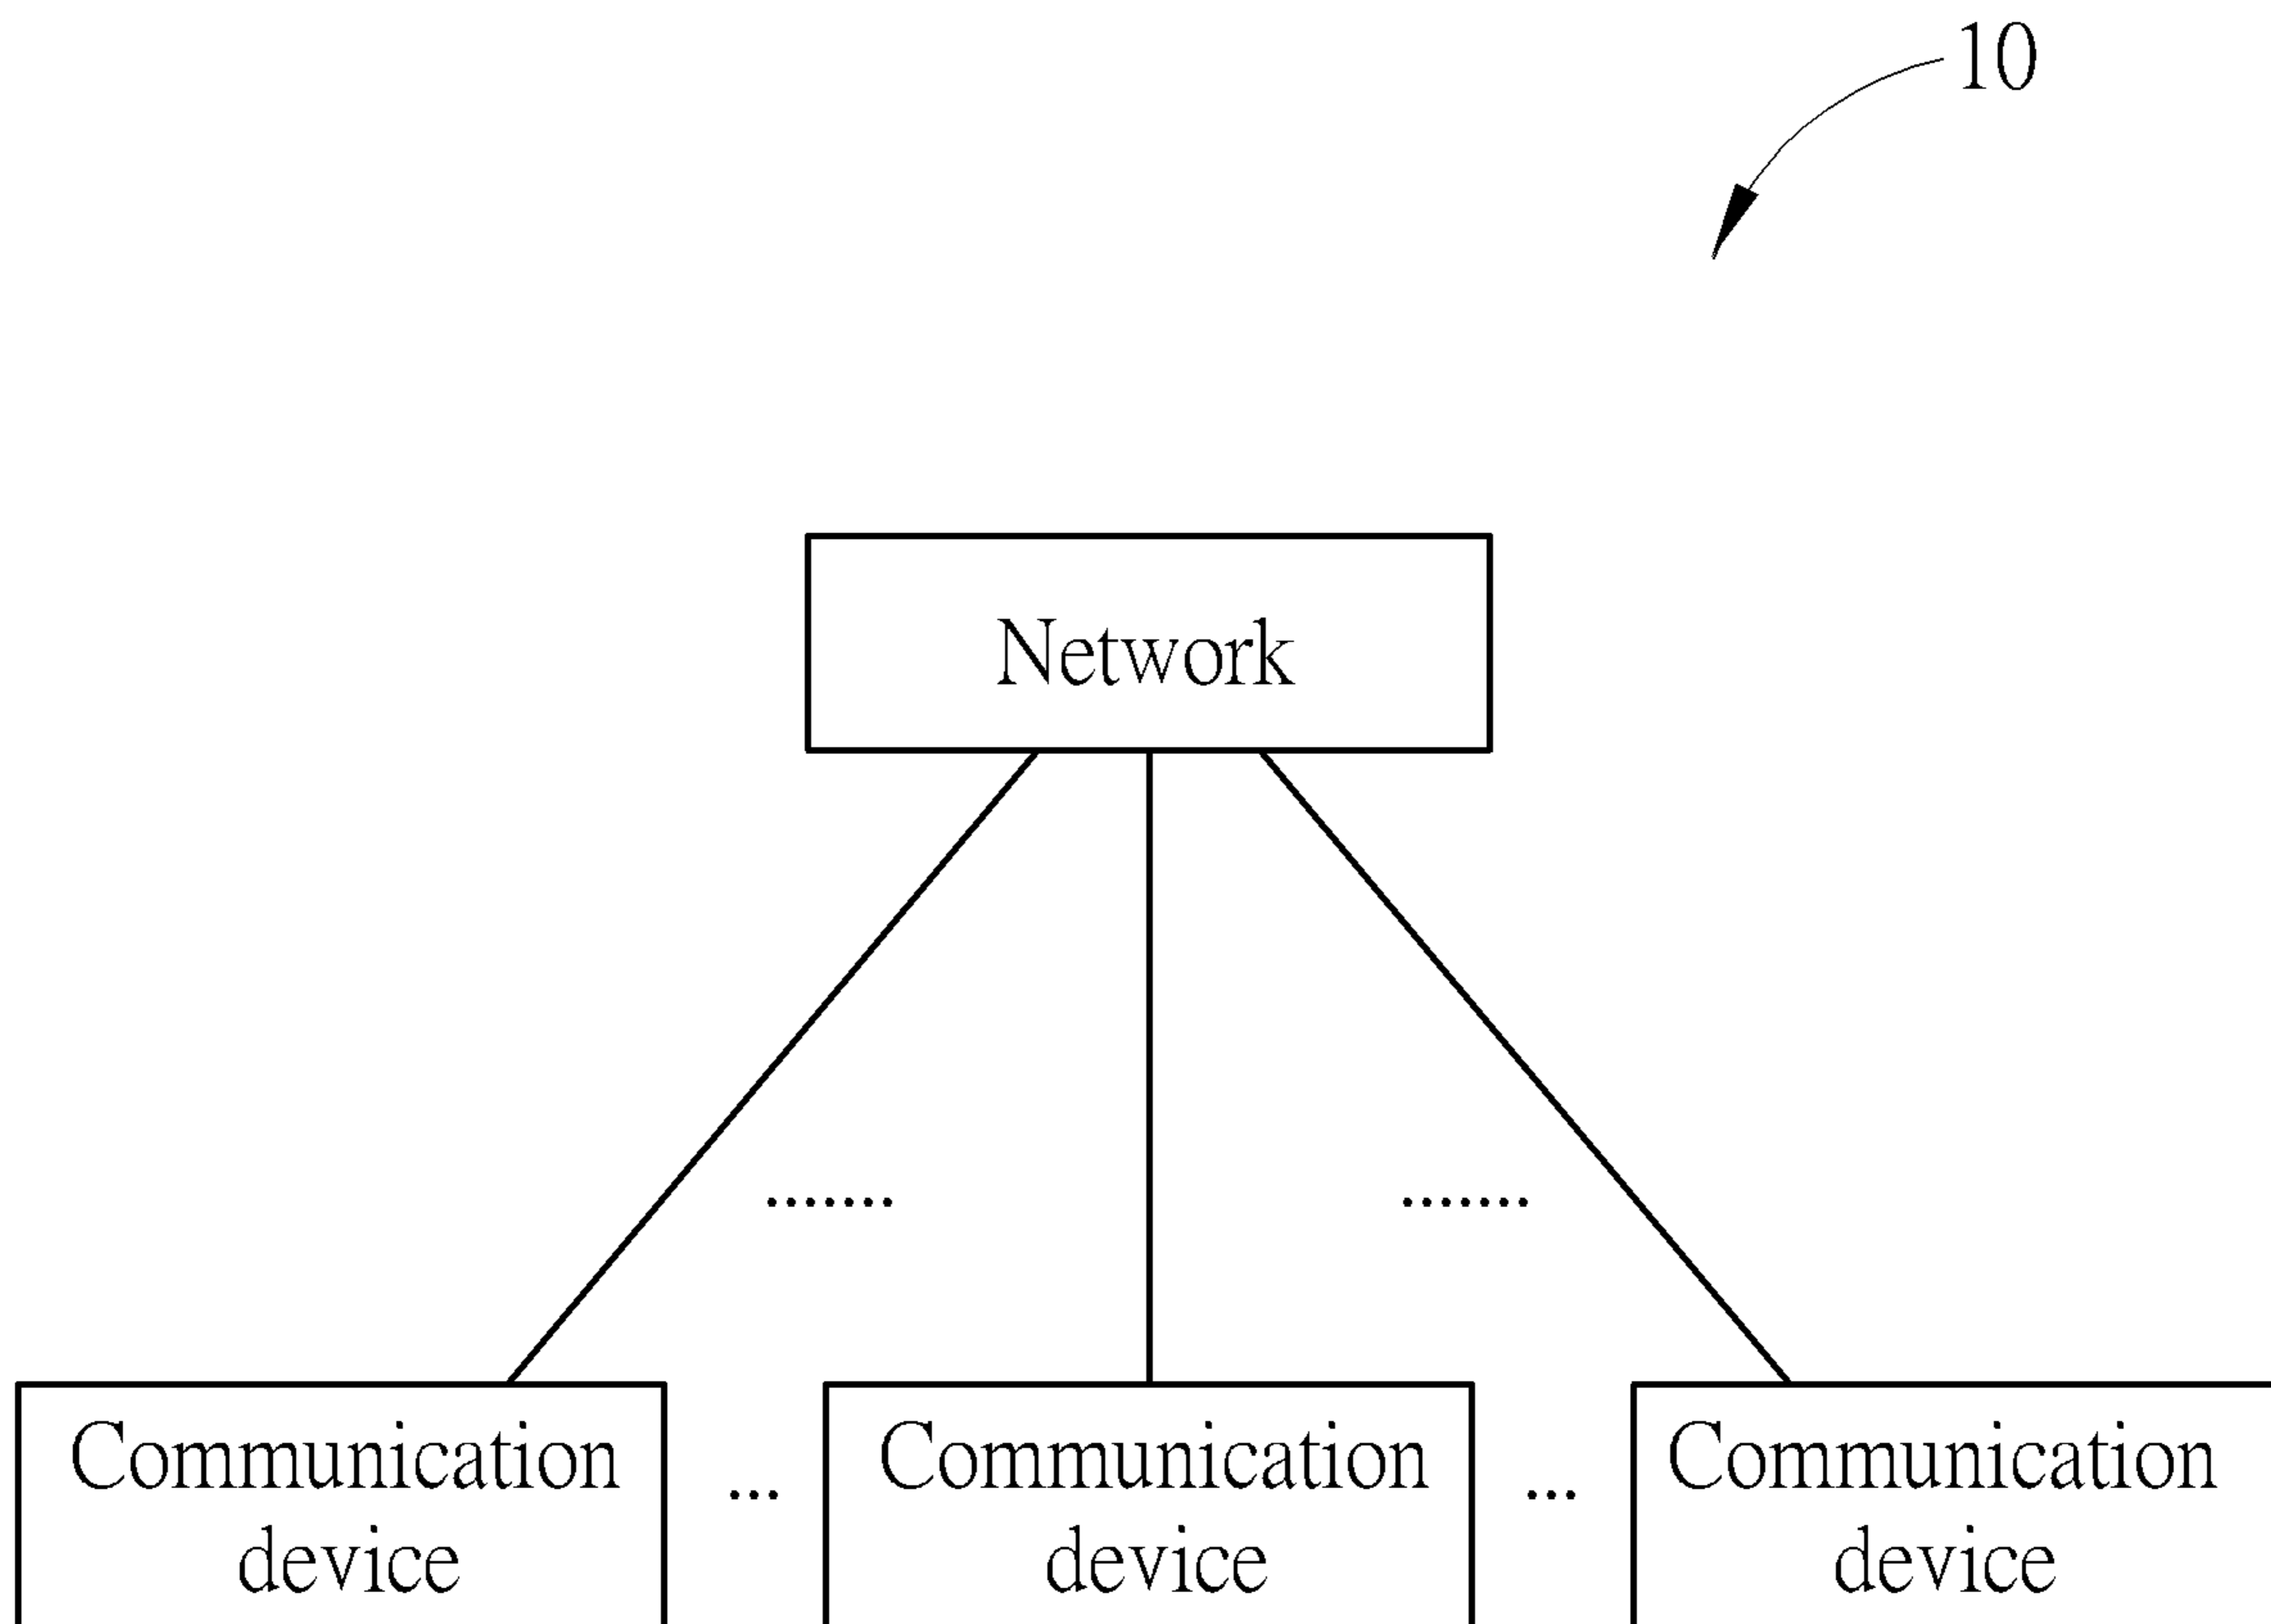 10
Network
.......
.......
Communication device
...
Communication device
...
Communication device